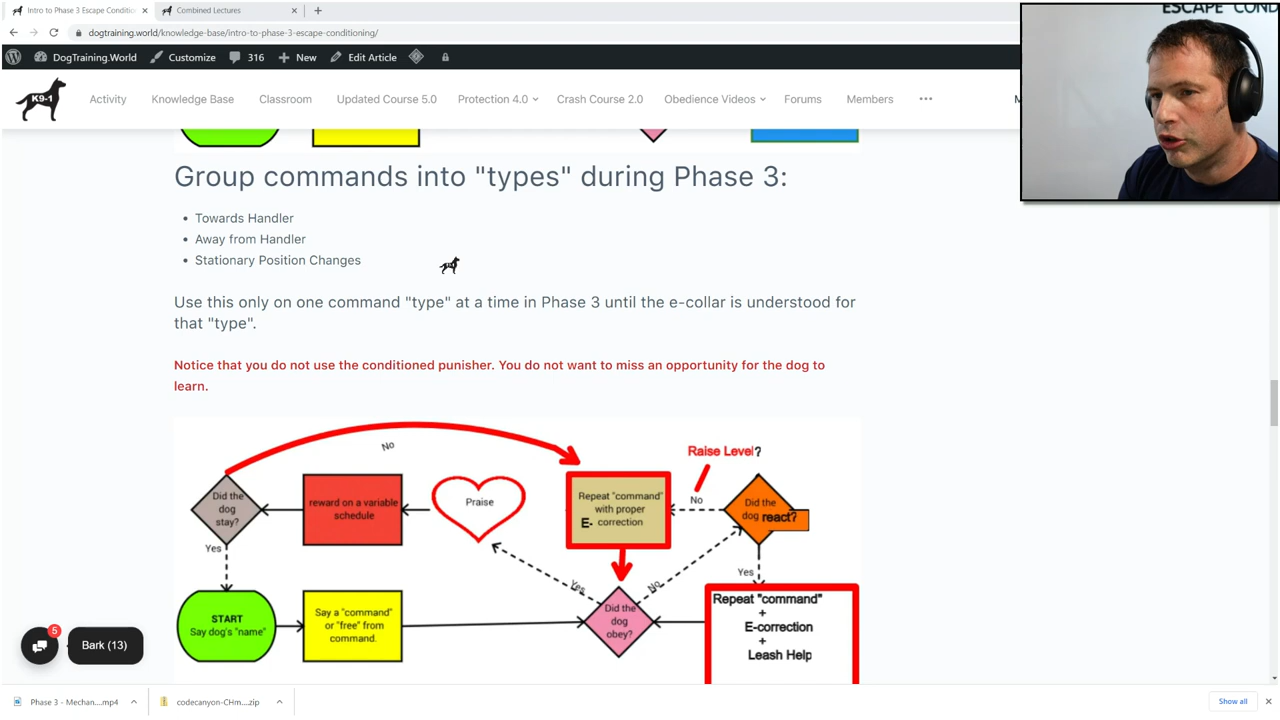 Intro to Phase 3 Escape Conditio
Combined Lectures
ESCAPE COND
dogtraining.world/knowledge-base/intro-to-phase-3-escape-conditioning/
DogTraining.World
Customize
316
New
Edit Article
K9-1
Activity
Knowledge Base
Classroom
Updated Course 5.0
Protection 4.0
Crash Course 2.0
Obedience Videos
Forums
Members
Group commands into "types" during Phase 3:
Towards Handler
Away from Handler
Stationary Position Changes
Use this only on one command "type" at a time in Phase 3 until the e-collar is understood for
that "type".
Notice that you do not use the conditioned punisher. You do not want to miss an opportunity for the dog to
learn.
No
Raise Level?
Did the
dog
stay?
reward on a variable
schedule
Praise
Repeat "command"
with proper
E- correction
No
Did the
dog react?
Yes
Yes
No
Yes
START
Say dog's "name"
Say a "command"
or "free" from
command.
Did the
dog
obey?
Repeat "command"
+
E-correction
+
Leash Help
5
Bark (13)
Phase 3 - Mechan....mp4
codecanyon-CHm....zip
Show all